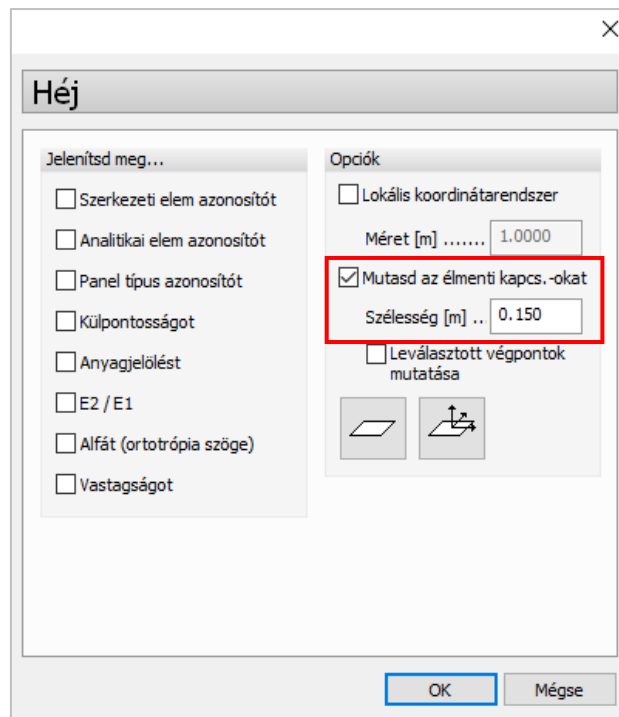 Héj
Jelenítsd meg...
Szerkezeti elem azonosítót
Analitikai elem azonosítót
Panel típus azonosítót
Külpontosságot
Anyagjelölést
E2 / E1
Alfát (ortotrópia szöge)
Vastagságot
Opciók
Lokális koordinátarendszer
Méret [m] ....... 1.0000
Mutasd az élmenti kapcs.-okat
Szélesség [m] .. 0.150
Leválasztott végpontok
mutatása
OK
Mégse